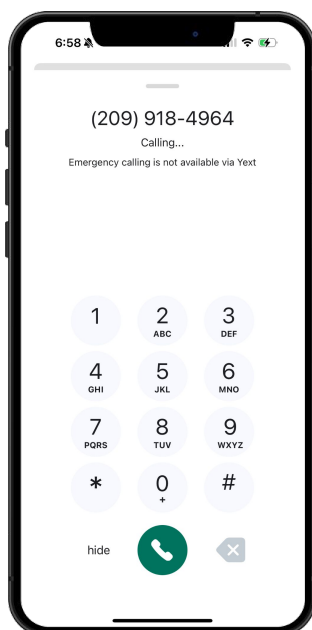 6:58
(209) 918-4964
Calling...
Emergency calling is not available via Yext
1
2
3
ABC
DEF
4
5
6
GHI
JKL
MNO
7
8
9
PQRS
TUV
WXYZ
*
0
#
+
hide